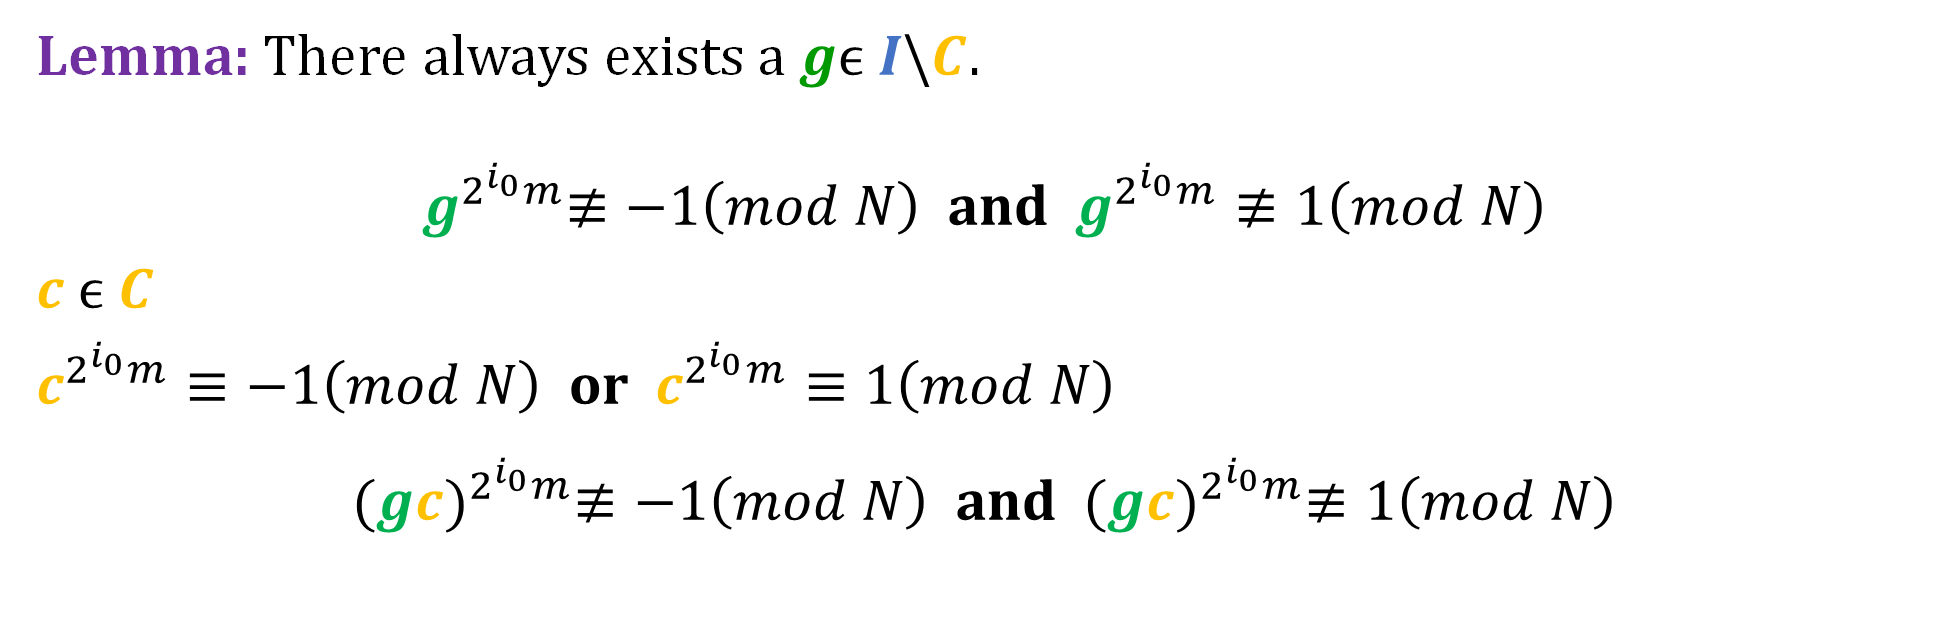 Lemma: There always exists a gϵ I\C.
g^{2^{i_0}m} ≢ −1(mod N) and g^{2^{i_0}m} ≢ 1(mod N)
c ϵ C
c^{2^{i_0}m} ≡ −1(mod N) or c^{2^{i_0}m} ≡ 1(mod N)
(gc)^{2^{i_0}m} ≢ −1(mod N) and (gc)^{2^{i_0}m} ≢ 1(mod N)